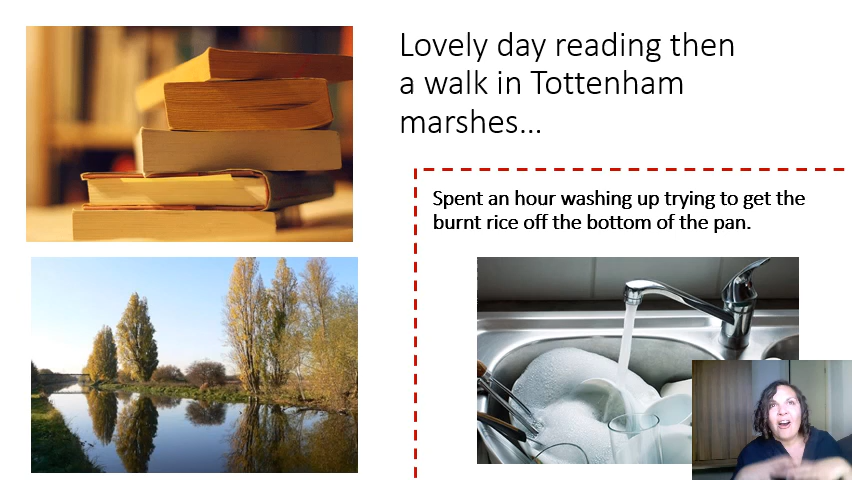 Lovely day reading then
a walk in Tottenham
marshes…
Spent an hour washing up trying to get the
burnt rice off the bottom of the pan.